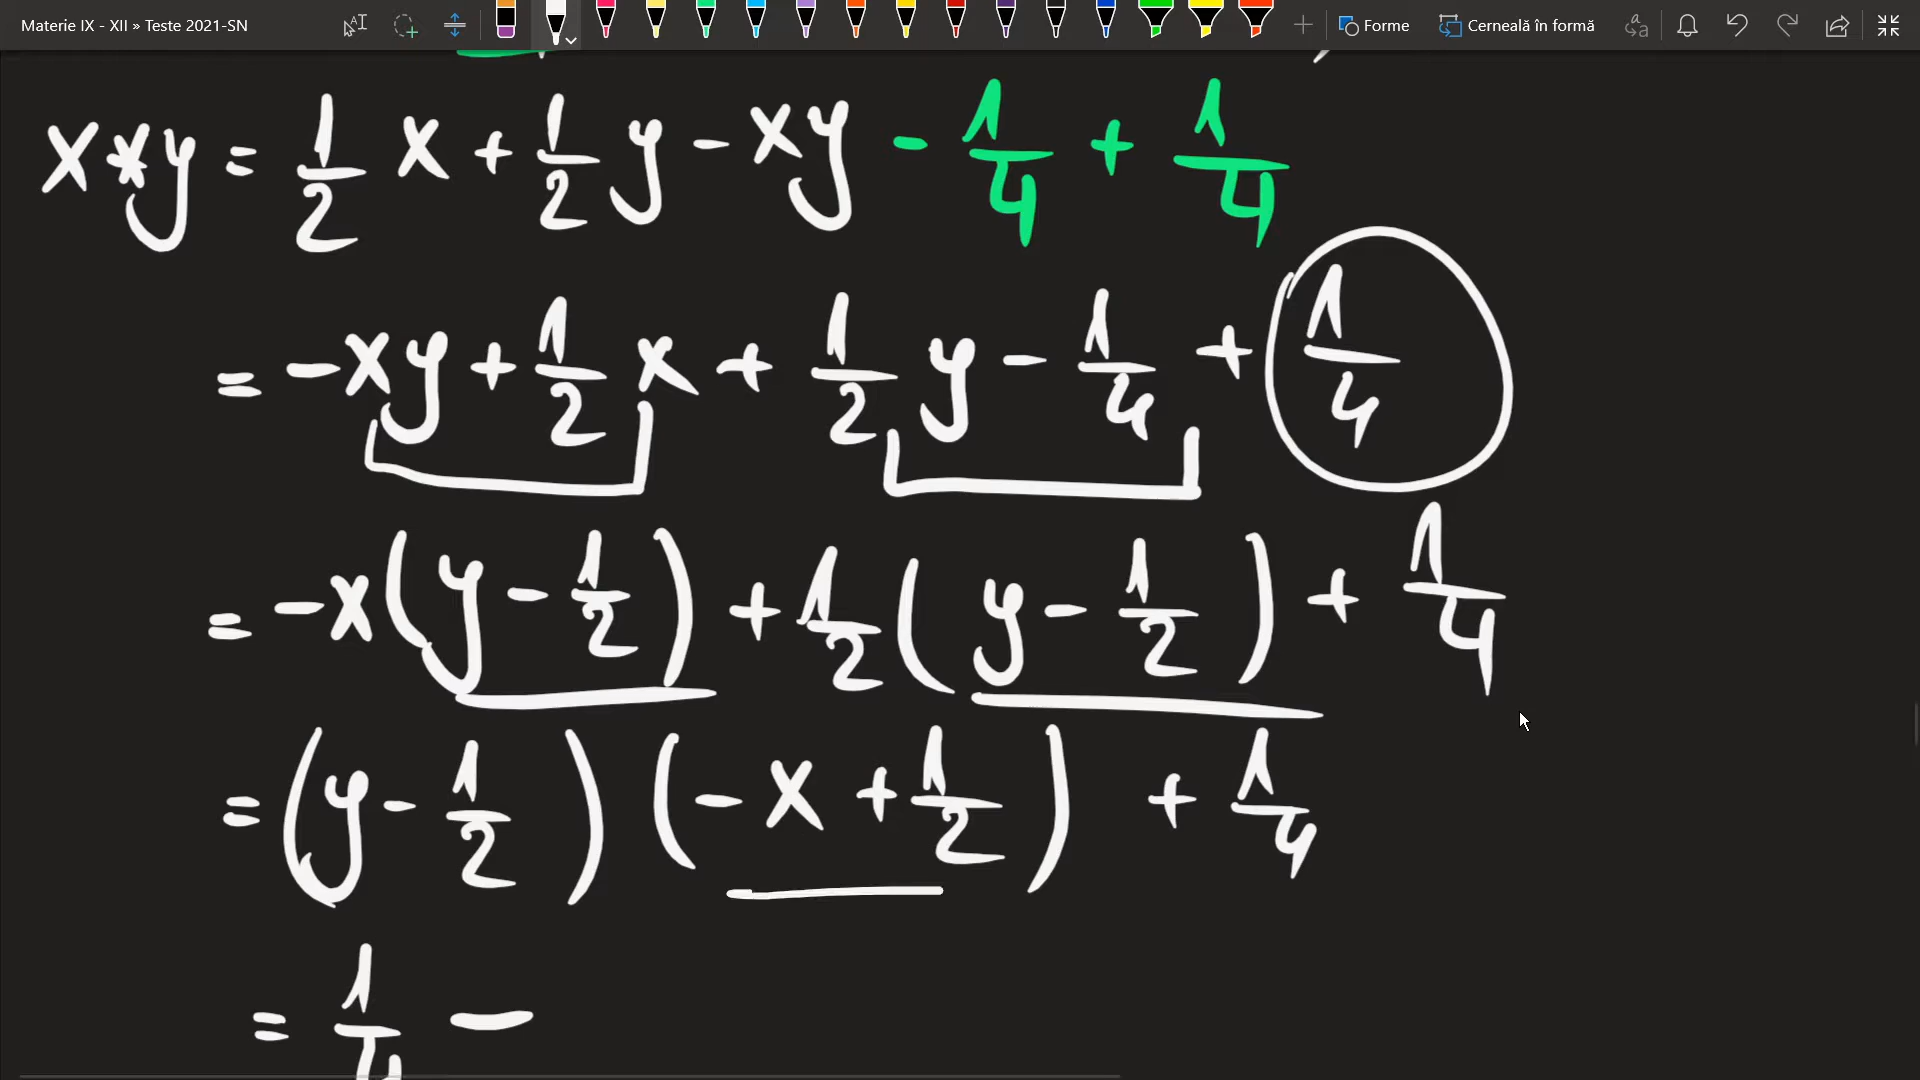 Materie IX - XII » Teste 2021-SN Forme Cerneală în formă
x*y = 1/2 x + 1/2 y - xy - 1/4 + 1/4
= -xy + 1/2 x + 1/2 y - 1/4 + 1/4
= -x(y - 1/2) + 1/2 (y - 1/2) + 1/4
= (y - 1/2) (-x + 1/2) + 1/4
= 1/4 -